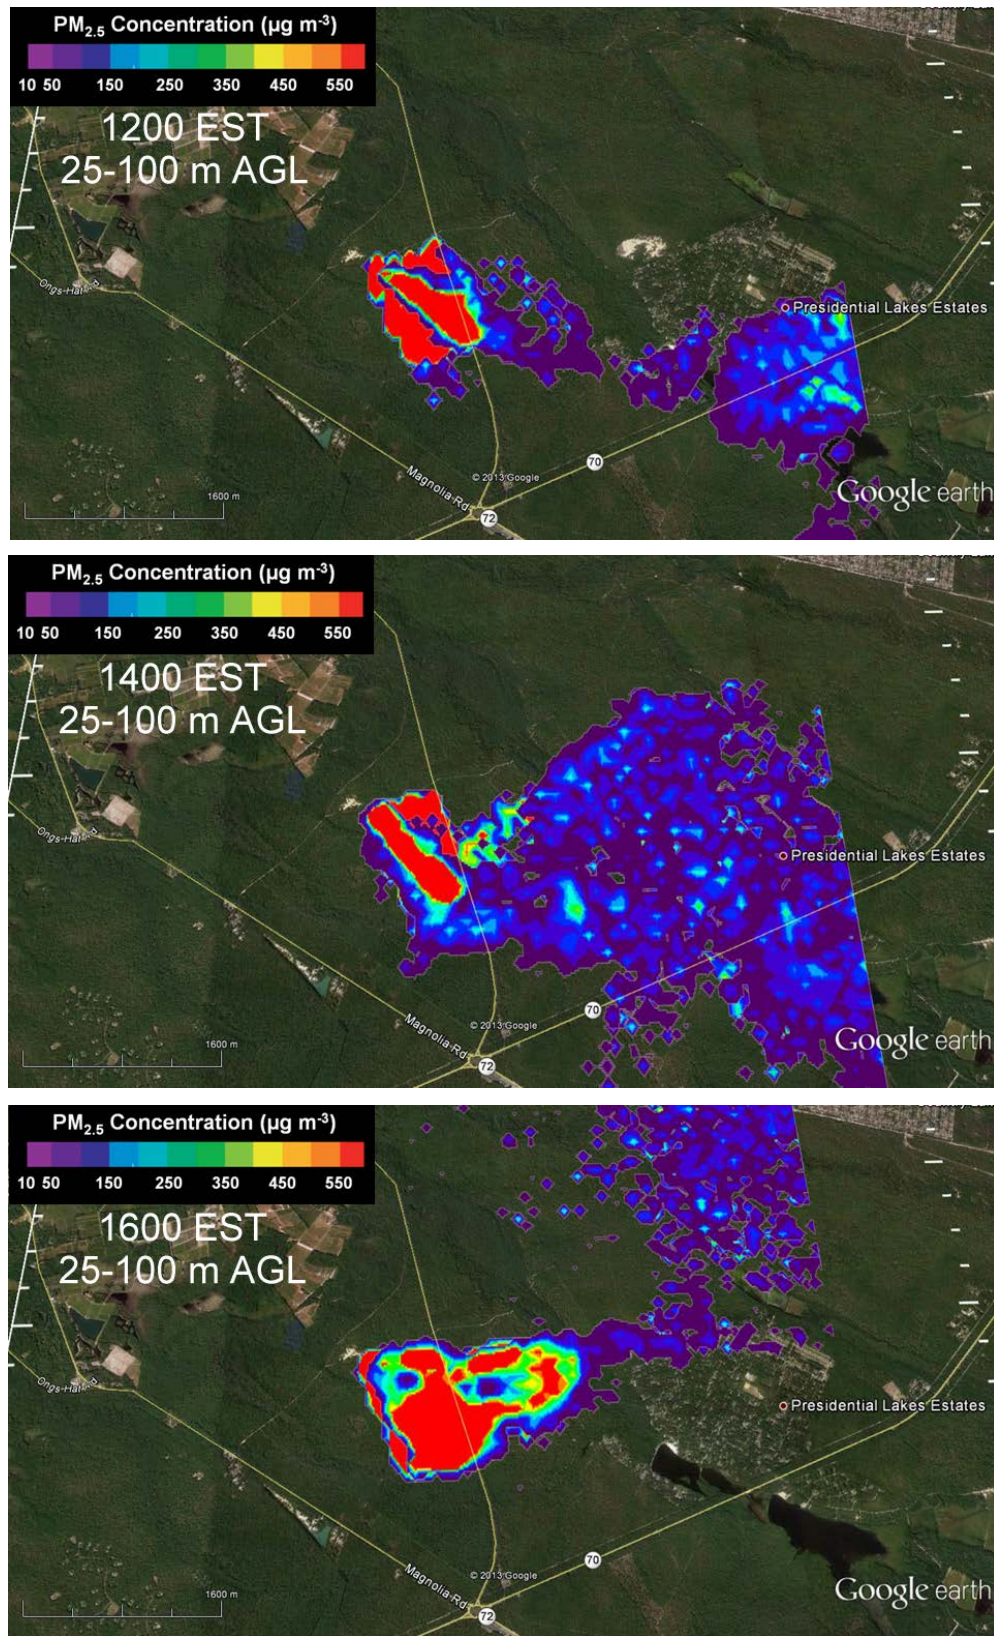 PM2.5 Concentration (µg m-3)
10 50 150 250 350 450 550
1200 EST
25-100 m AGL
Ongs-Hat
Presidential Lakes Estates
70
Magnolia Rd
© 2013 Google
72
1600 m
Google earth
PM2.5 Concentration (µg m-3)
10 50 150 250 350 450 550
1400 EST
25-100 m AGL
Ongs-Hat
Presidential Lakes Estates
70
Magnolia Rd
© 2013 Google
72
1600 m
Google earth
PM2.5 Concentration (µg m-3)
10 50 150 250 350 450 550
1600 EST
25-100 m AGL
Ongs-Hat
Presidential Lakes Estates
70
Magnolia Rd
© 2013 Google
72
1600 m
Google earth